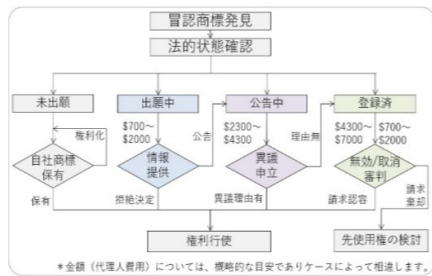 冒認商標発見
法的状態確認
未出願
出願中
公告中
登録済
権利化
$700～
$2000
公告
$2300～
$4300
理由無
$4300～
$7000
$700～
$2000
自社商標
保有
情報
提供
異議
申立
無効/取消
審判
請求
棄却
保有
拒絶決定
異議理由有
請求認容
権利行使
先使用権の検討
＊金額（代理人費用）については、概略的な目安でありケースによって相違します。